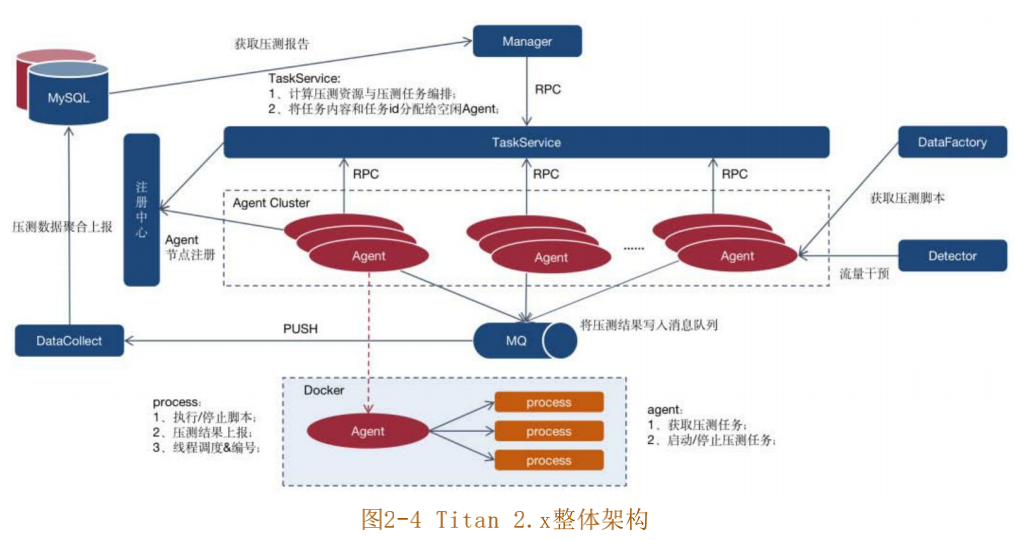 获取压测报告
Manager
MySQL
TaskService:
1、计算压测资源与压测任务编排；
2、将任务内容和任务id分配给空闲Agent；
RPC
TaskService
DataFactory
注册中心
RPC
RPC
RPC
获取压测脚本
Agent Cluster
压测数据聚合上报
Agent
节点注册
Agent
Agent
......
Agent
Detector
流量干预
DataCollect
PUSH
MQ
将压测结果写入消息队列
Docker
process：
1、执行/停止脚本；
2、压测结果上报；
3、线程调度&编号；
Agent
process
process
process
agent：
1、获取压测任务；
2、启动/停止压测任务；
图2-4 Titan 2.x整体架构